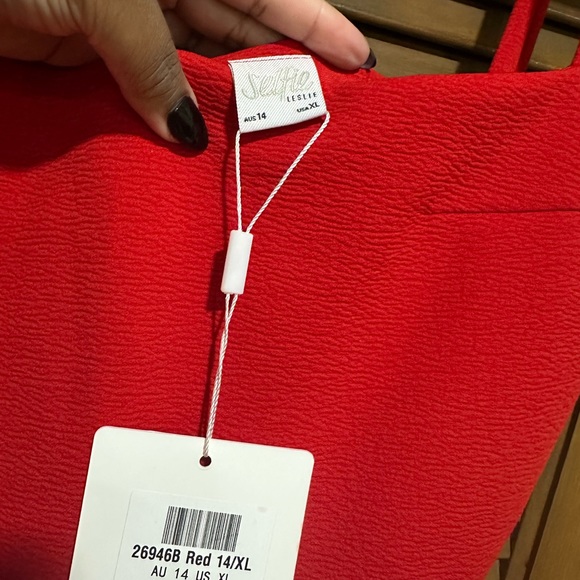 selfie
LESLIE
AUS 14 USA XL
26946B Red 14/XL
AU 14 US XL